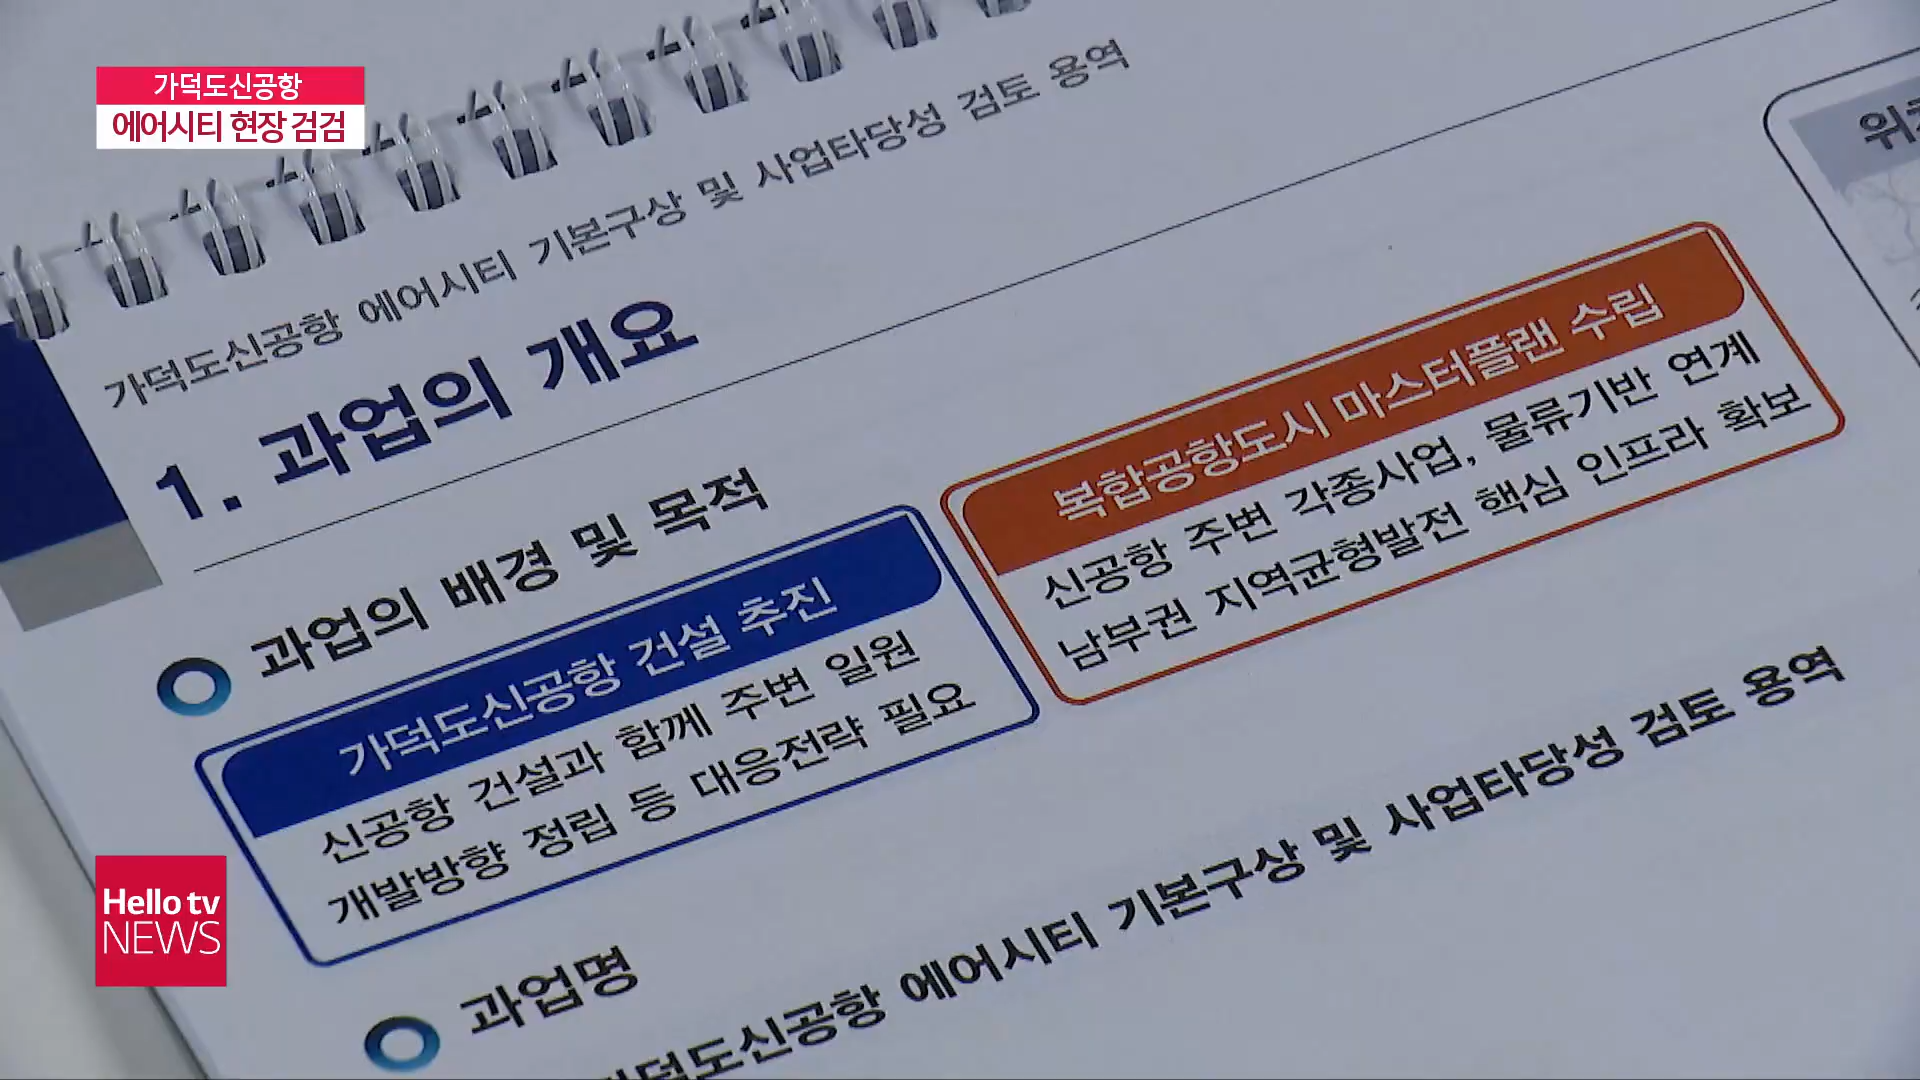 가덕도신공항
에어시티 현장 검검
가덕도신공항 에어시티 기본구상 및 사업타당성 검토 용역
1. 과업의 개요
과업의 배경 및 목적
가덕도신공항 건설 추진
신공항 건설과 함께 주변 일원
개발방향 정립 등 대응전략 필요
복합공항도시 마스터플랜 수립
신공항 주변 각종사업, 물류기반 연계
남부권 지역균형발전 핵심 인프라 확보
과업명
가덕도신공항 에어시티 기본구상 및 사업타당성 검토 용역
Hello tv
NEWS